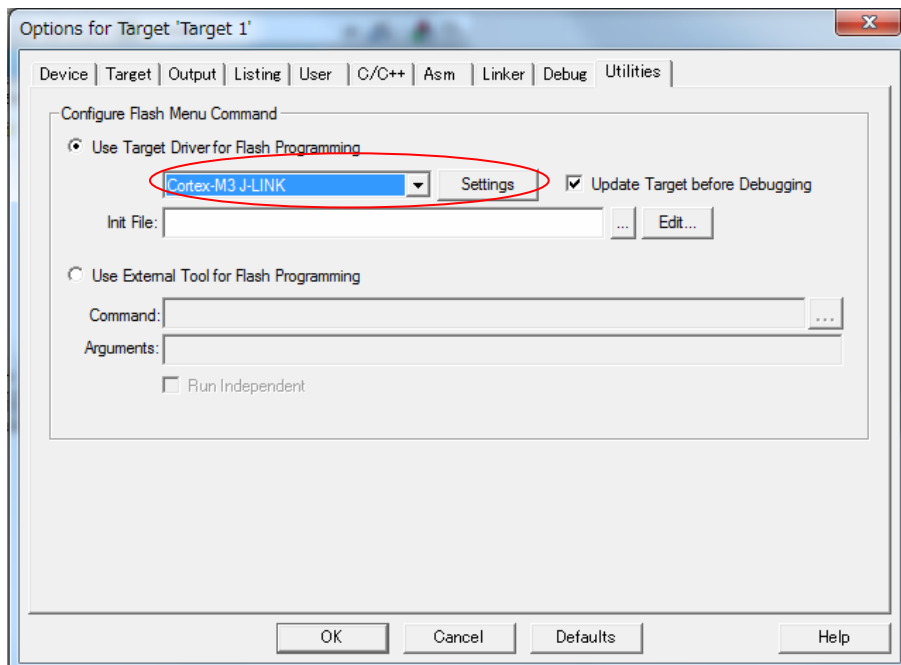 Options for Target 'Target 1'
Device Target Output Listing User C/C++ Asm Linker Debug Utilities
Configure Flash Menu Command
Use Target Driver for Flash Programming
Cortex-M3 J-LINK Settings Update Target before Debugging
Init File: ... Edit...
Use External Tool for Flash Programming
Command: ...
Arguments:
Run Independent
OK Cancel Defaults Help